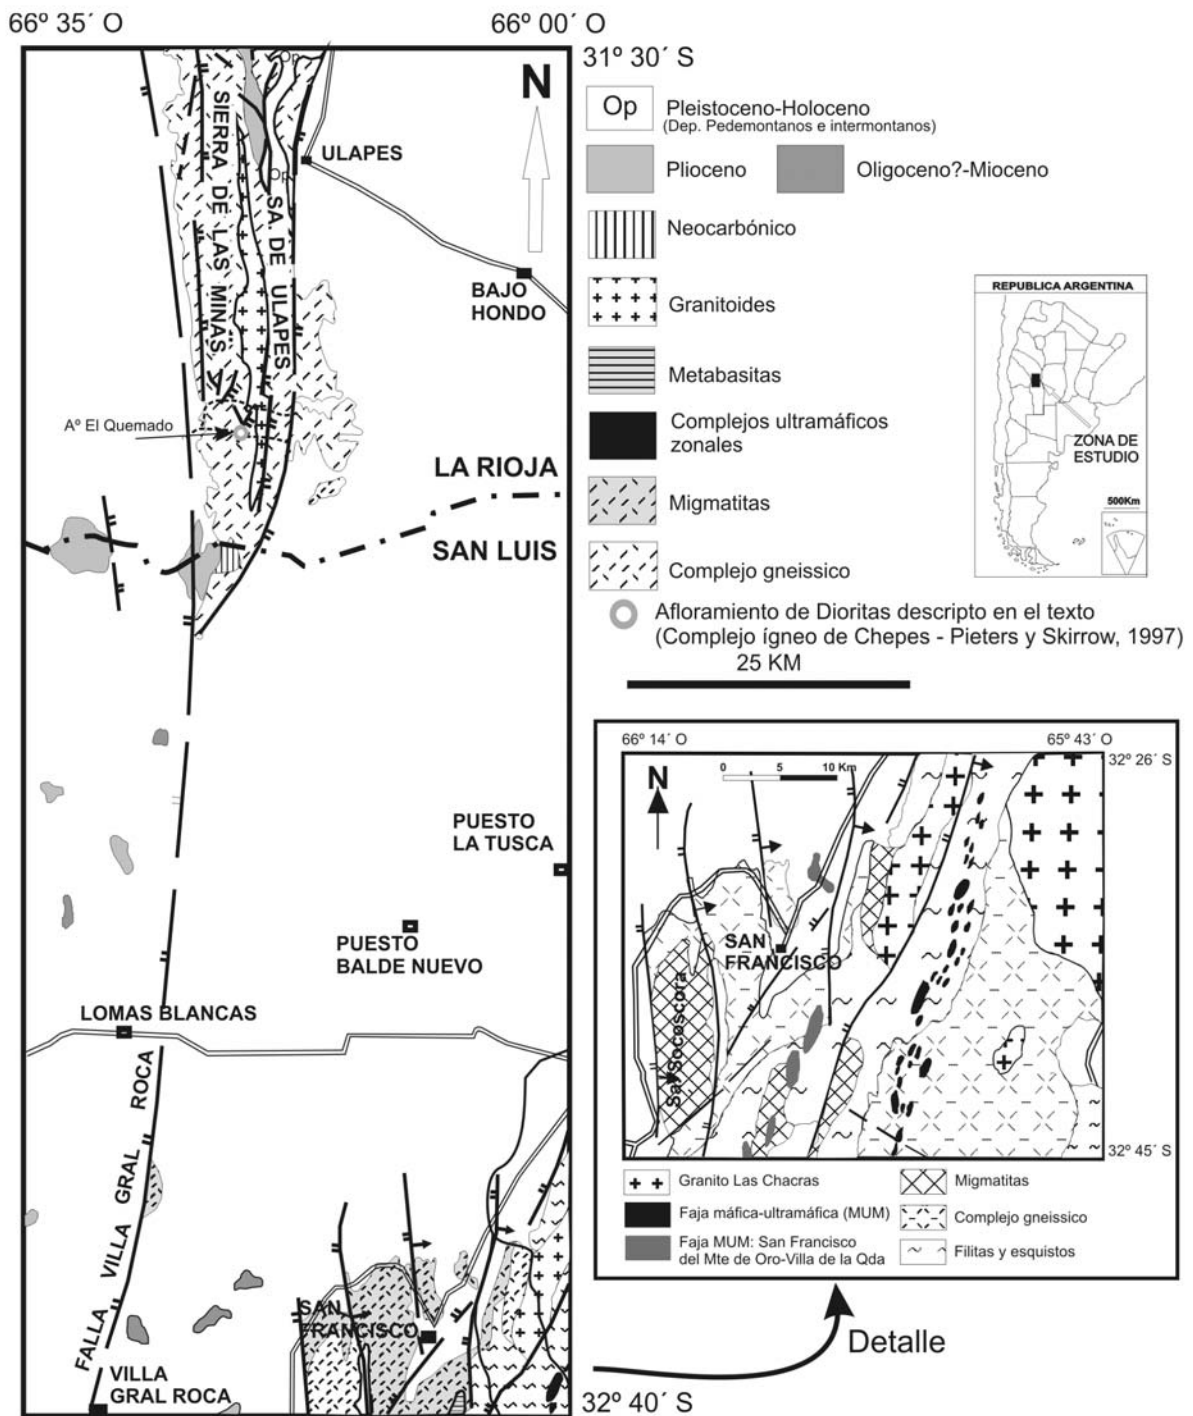 66º 35´ O
66º 00´ O
31º 30´ S
N
Op
Op
SIERRA DE LAS MINAS
SA. DE ULAPES
ULAPES
BAJO
HONDO
Aº El Quemado
LA RIOJA
SAN LUIS
PUESTO
LA TUSCA
PUESTO
BALDE NUEVO
LOMAS BLANCAS
FALLA VILLA GRAL ROCA
SAN
FRANCISCO
VILLA
GRAL ROCA
32º 40´ S
Op
Pleistoceno-Holoceno
(Dep. Pedemontanos e intermontanos)
Plioceno
Oligoceno?-Mioceno
Neocarbónico
Granitoides
Metabasitas
Complejos ultramáficos
zonales
Migmatitas
Complejo gneissico
Afloramiento de Dioritas descripto en el texto
(Complejo ígneo de Chepes - Pieters y Skirrow, 1997)
25 KM
REPUBLICA ARGENTINA
ZONA DE
ESTUDIO
500Km
66º 14´ O
65º 43´ O
32º 26´ S
N
0 5 10 Km
SAN
FRANCISCO
Sa. Socoscora
32º 45´ S
Granito Las Chacras
Migmatitas
Faja máfica-ultramáfica (MUM)
Complejo gneissico
Faja MUM: San Francisco
del Mte de Oro-Villa de la Qda
Filitas y esquistos
Detalle